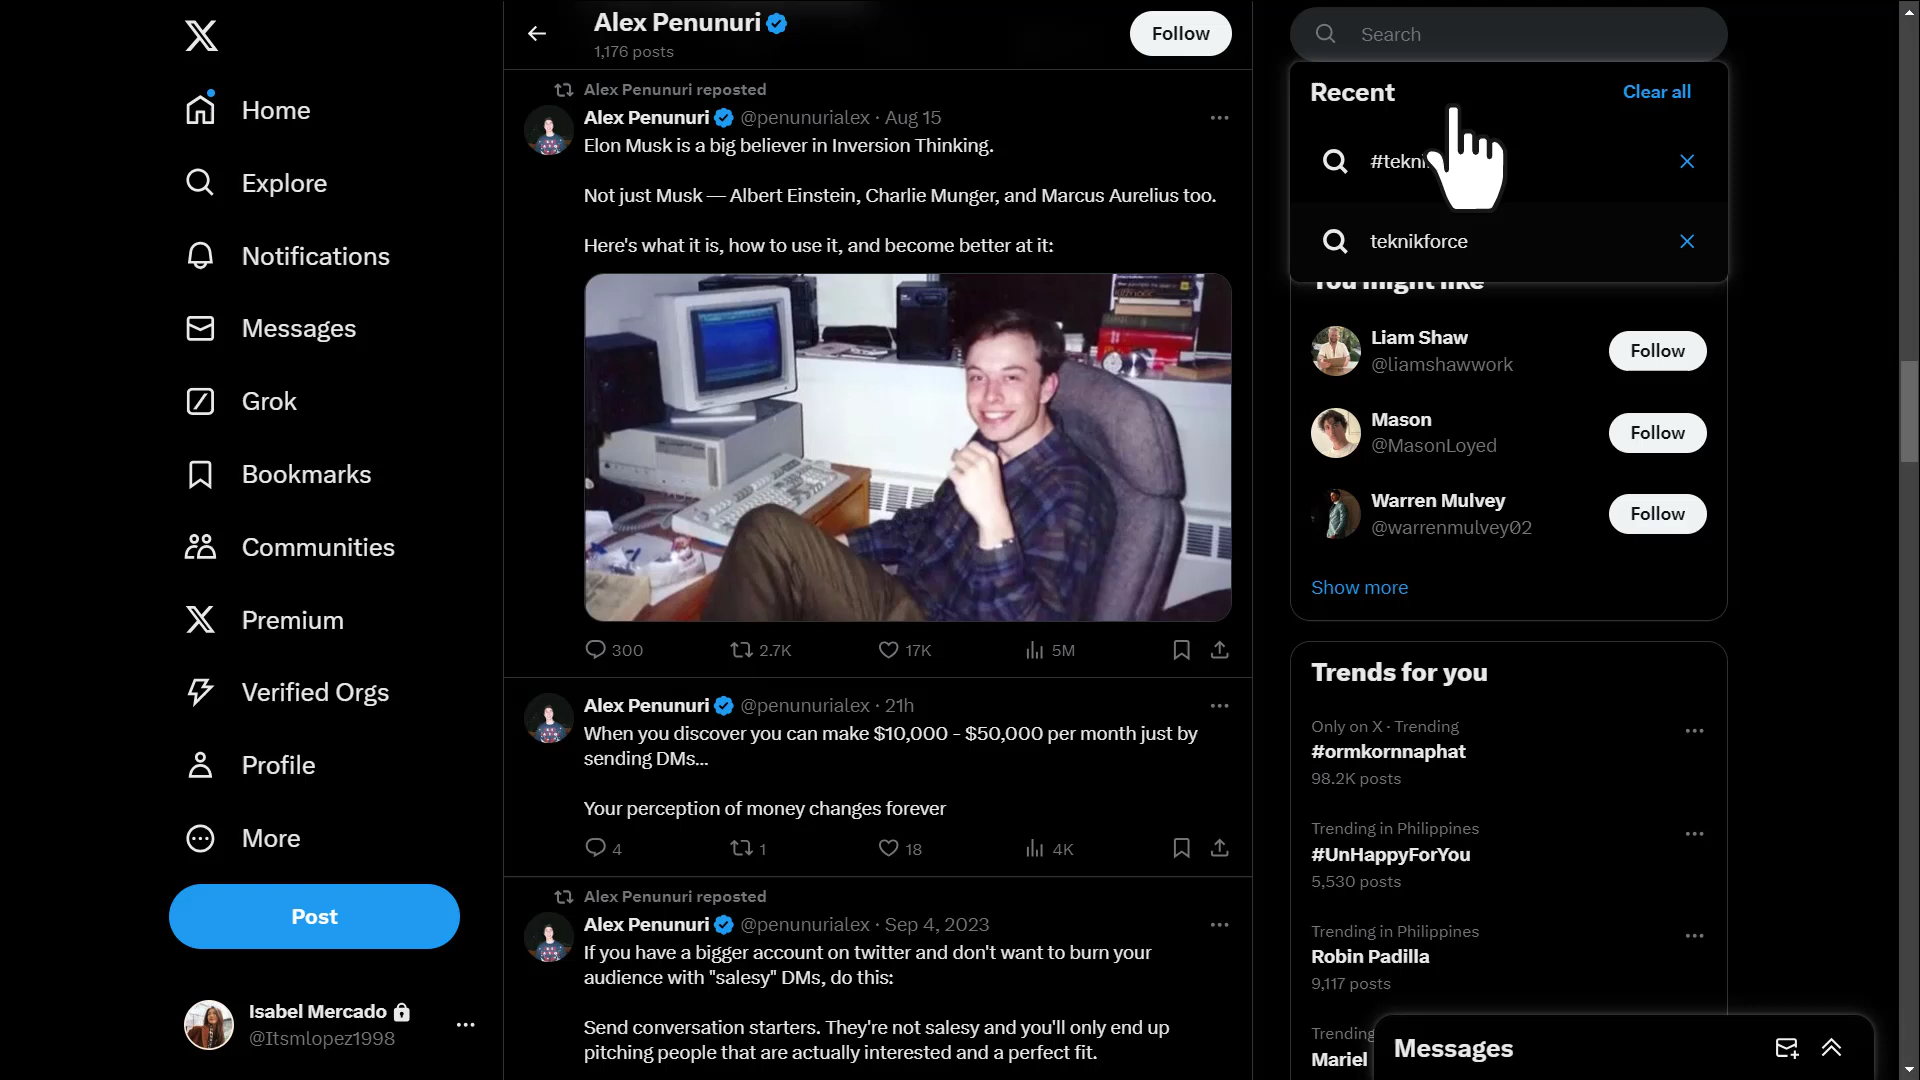 Home
Explore
Notifications
Messages
Grok
Bookmarks
Communities
Premium
Verified Orgs
Profile
More
Post
Isabel Mercado
@Itsmlopez1998
Alex Penunuri
1,176 posts
Follow
Alex Penunuri reposted
Alex Penunuri @penunurialex · Aug 15
Elon Musk is a big believer in Inversion Thinking.
Not just Musk — Albert Einstein, Charlie Munger, and Marcus Aurelius too.
Here's what it is, how to use it, and become better at it:
300 2.7K 17K 5M
Alex Penunuri @penunurialex · 21h
When you discover you can make $10,000 - $50,000 per month just by
sending DMs...
Your perception of money changes forever
4 1 18 4K
Alex Penunuri reposted
Alex Penunuri @penunurialex · Sep 4, 2023
If you have a bigger account on twitter and don't want to burn your
audience with "salesy" DMs, do this:
Send conversation starters. They're not salesy and you'll only end up
pitching people that are actually interested and a perfect fit.
Search
Recent Clear all
teknikforce
You might like
Liam Shaw
@liamshawwork
Follow
Mason
@MasonLoyed
Follow
Warren Mulvey
@warrenmulvey02
Follow
Show more
Trends for you
Only on X · Trending
#ormkornnaphat
98.2K posts
Trending in Philippines
#UnHappyForYou
5,530 posts
Trending in Philippines
Robin Padilla
9,117 posts
Trending
Mariel
Messages